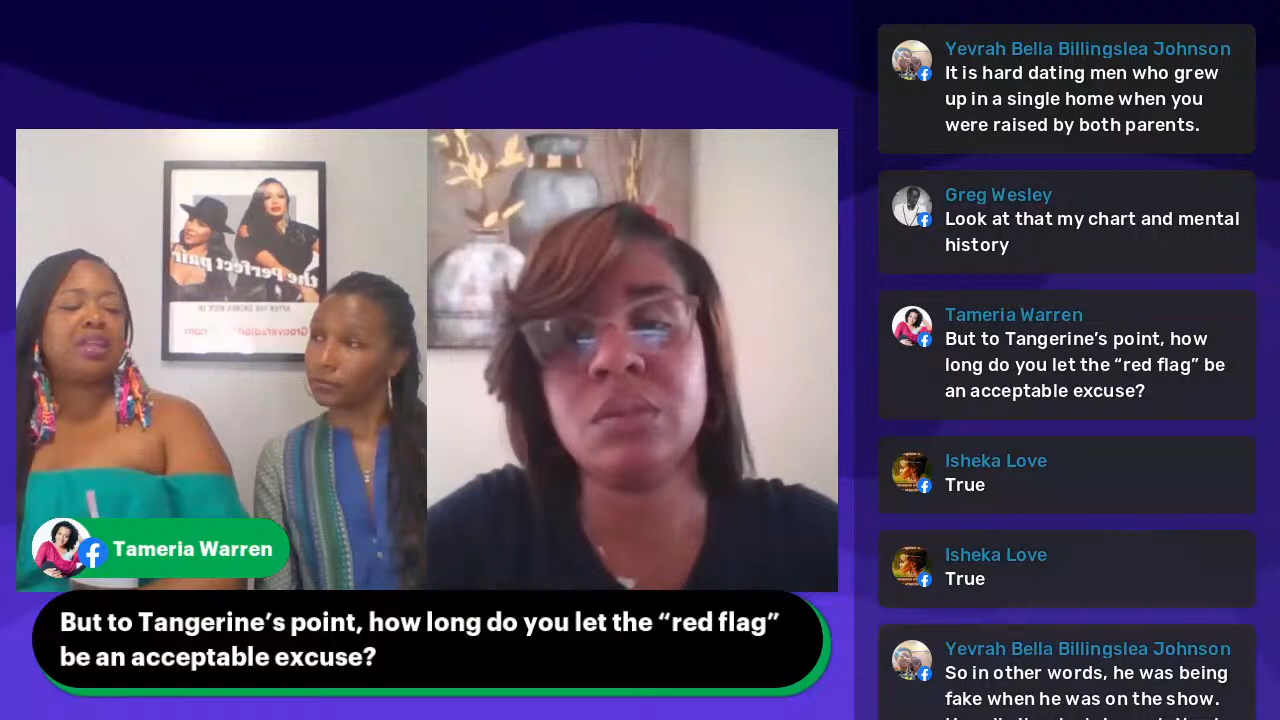 the Perfect pair
AFTER THE DRINKS KICK IN
Tameria Warren
But to Tangerine’s point, how long do you let the “red flag”
be an acceptable excuse?
Yevrah Bella Billingslea Johnson
It is hard dating men who grew
up in a single home when you
were raised by both parents.
Greg Wesley
Look at that my chart and mental
history
Tameria Warren
But to Tangerine’s point, how
long do you let the “red flag” be
an acceptable excuse?
Isheka Love
True
Isheka Love
True
Yevrah Bella Billingslea Johnson
So in other words, he was being
fake when he was on the show.